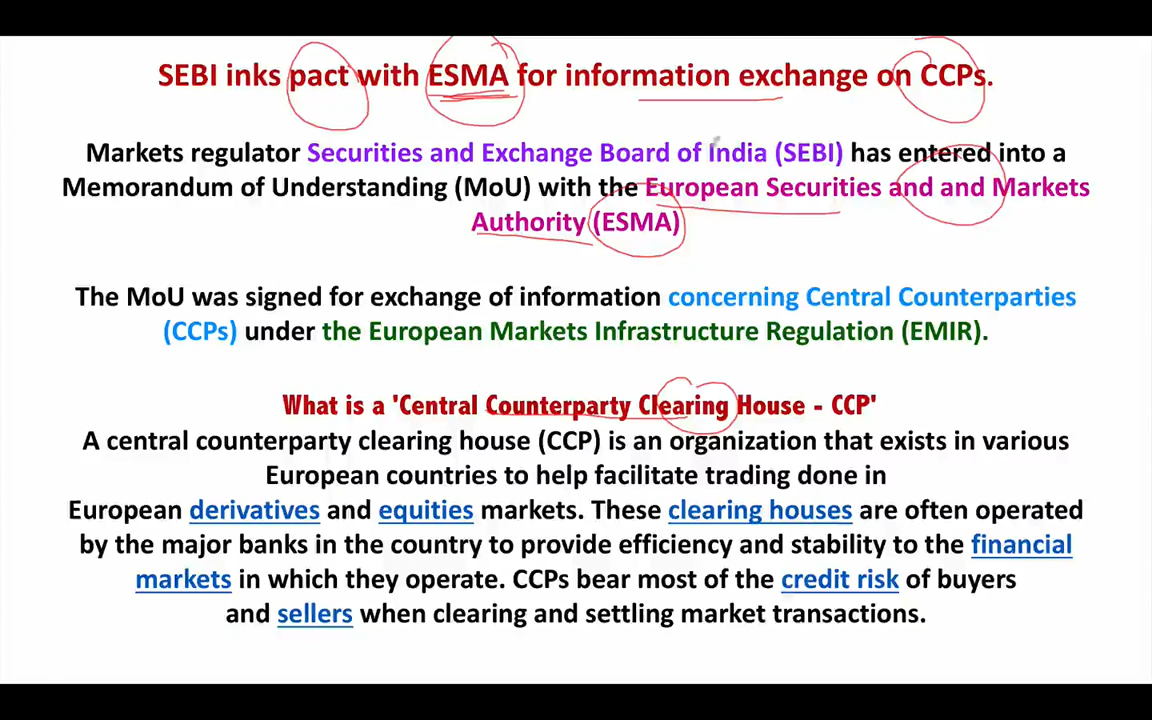 SEBI inks pact with ESMA for information exchange on CCPs.
Markets regulator Securities and Exchange Board of India (SEBI) has entered into a
Memorandum of Understanding (MoU) with the European Securities and and Markets
Authority (ESMA)
The MoU was signed for exchange of information concerning Central Counterparties
(CCPs) under the European Markets Infrastructure Regulation (EMIR).
What is a 'Central Counterparty Clearing House - CCP'
A central counterparty clearing house (CCP) is an organization that exists in various
European countries to help facilitate trading done in
European derivatives and equities markets. These clearing houses are often operated
by the major banks in the country to provide efficiency and stability to the financial
markets in which they operate. CCPs bear most of the credit risk of buyers
and sellers when clearing and settling market transactions.